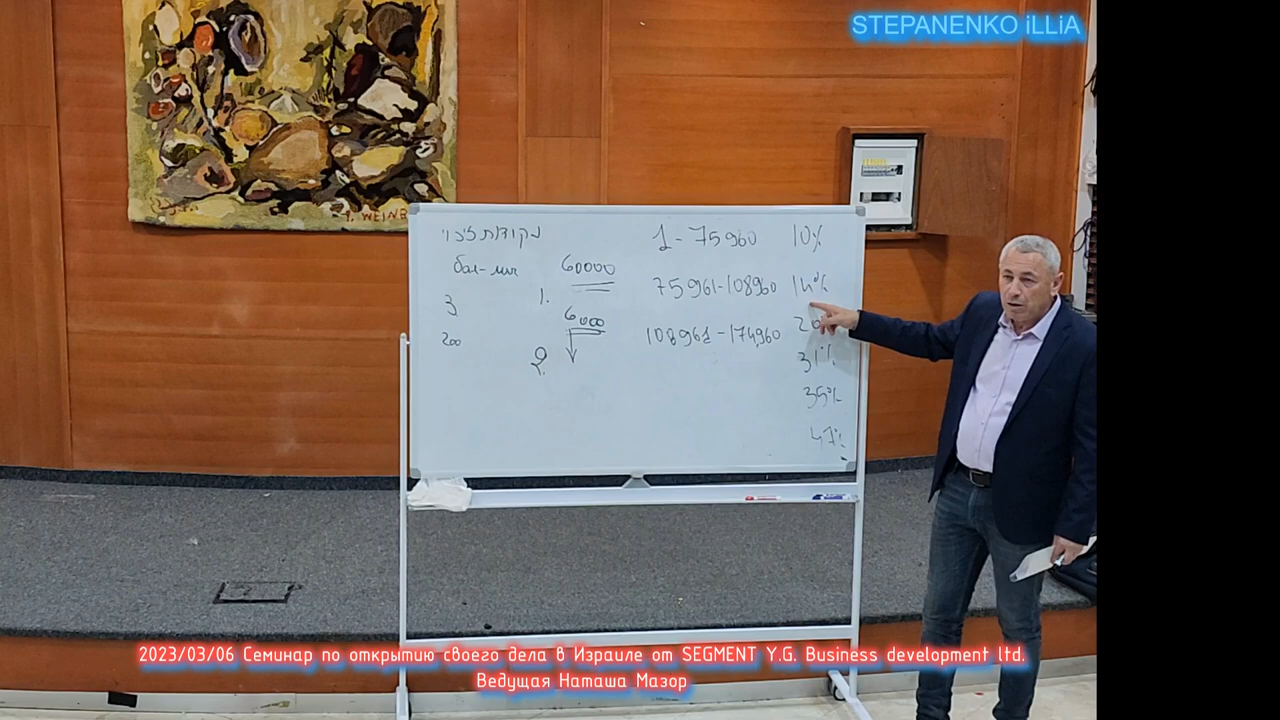 STEPANENKO iLLiA
נקודות זיכוי
бал-лич
3
200
60000
1.
6000
2.
1-75960 10%
75961-108960 14%
108961-174960 20%
31%
35%
47%
2023/03/06 Семинар по открытию своего дела в Израиле от SEGMENT Y.G. Business development ltd.
Ведущая Наташа Мазор